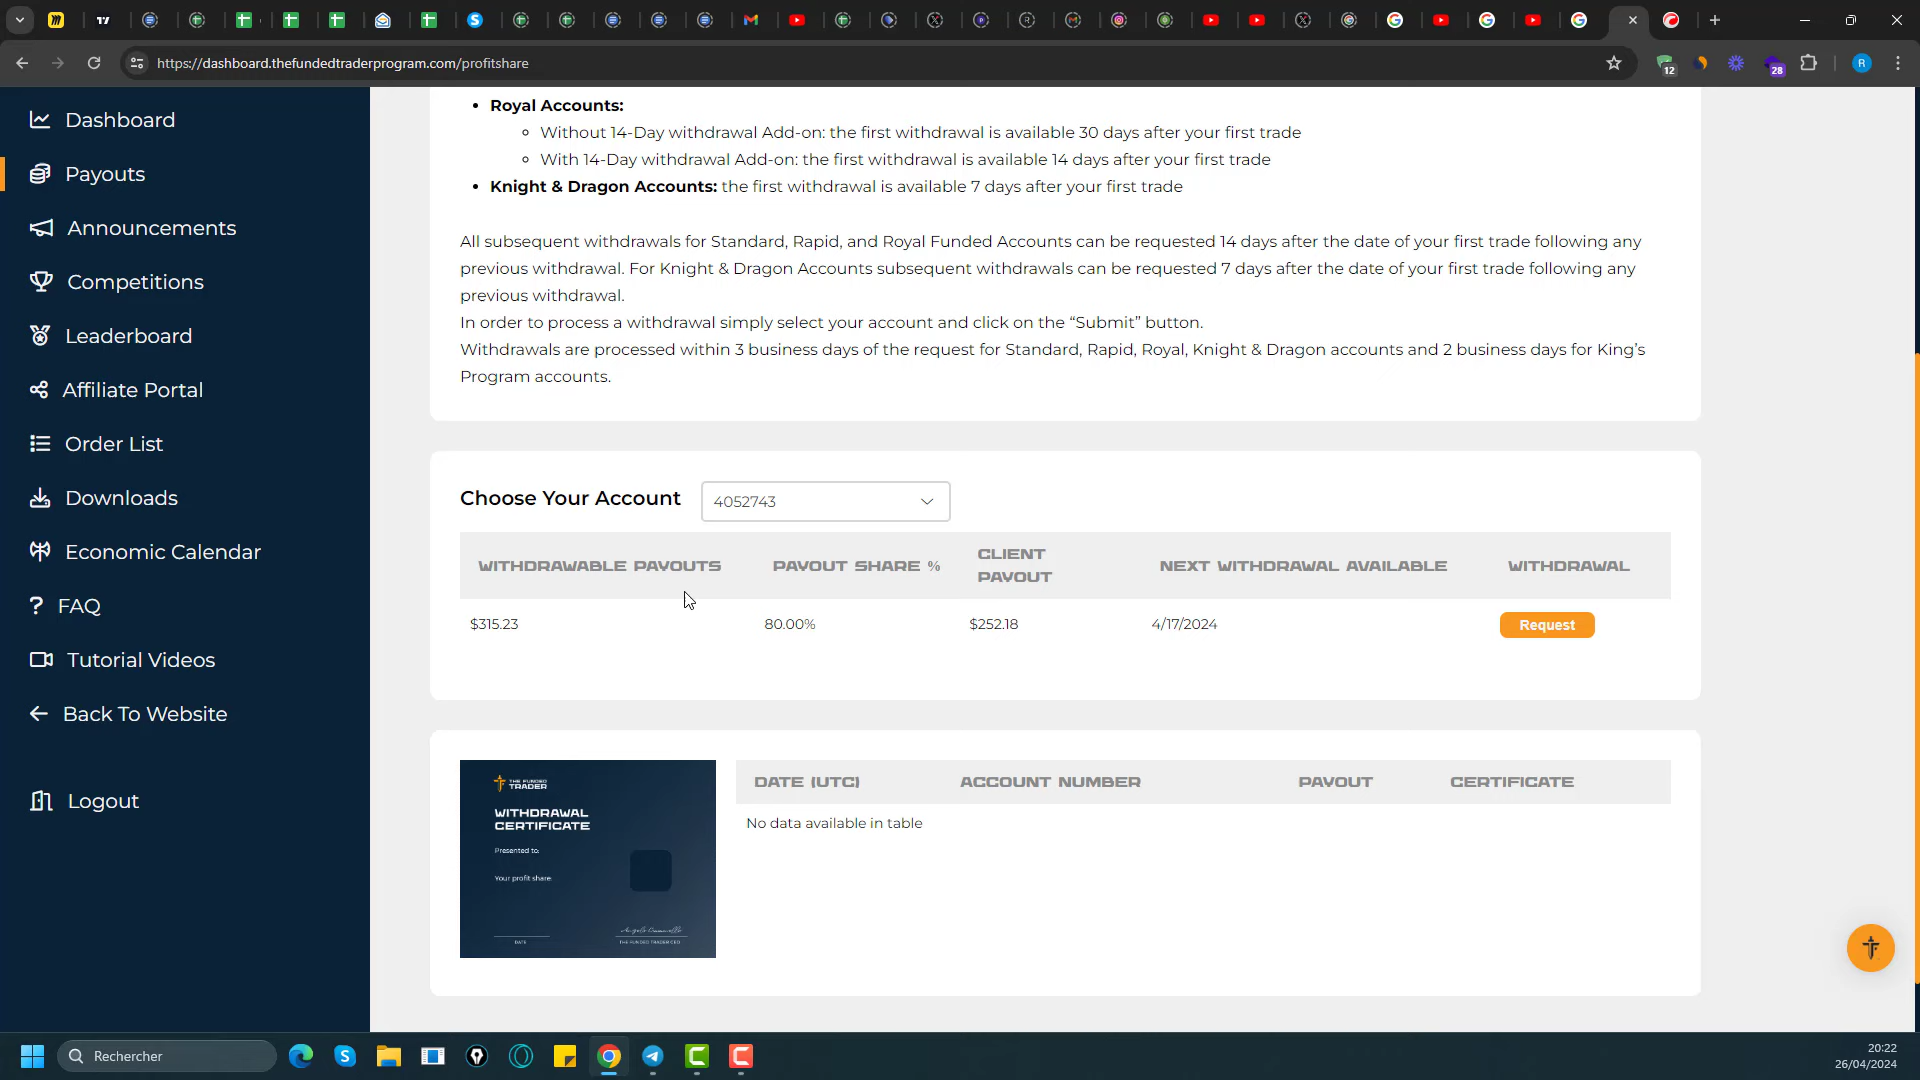 https://dashboard.thefundedtraderprogram.com/profitshare
12
28
R
Dashboard
Payouts
Announcements
Competitions
Leaderboard
Affiliate Portal
Order List
Downloads
Economic Calendar
FAQ
Tutorial Videos
Back To Website
Logout
Royal Accounts:
Without 14-Day withdrawal Add-on: the first withdrawal is available 30 days after your first trade
With 14-Day withdrawal Add-on: the first withdrawal is available 14 days after your first trade
Knight & Dragon Accounts: the first withdrawal is available 7 days after your first trade
All subsequent withdrawals for Standard, Rapid, and Royal Funded Accounts can be requested 14 days after the date of your first trade following any
previous withdrawal. For Knight & Dragon Accounts subsequent withdrawals can be requested 7 days after the date of your first trade following any
previous withdrawal.
In order to process a withdrawal simply select your account and click on the “Submit” button.
Withdrawals are processed within 3 business days of the request for Standard, Rapid, Royal, Knight & Dragon accounts and 2 business days for King’s
Program accounts.
Choose Your Account 4052743
WITHDRAWABLE PAYOUTS PAYOUT SHARE % CLIENT PAYOUT NEXT WITHDRAWAL AVAILABLE WITHDRAWAL
$315.23 80.00% $252.18 4/17/2024 Request
THE FUNDED
TRADER
WITHDRAWAL
CERTIFICATE
Presented to:
Your profit share:
DATE THE FUNDED TRADER CEO
DATE (UTC) ACCOUNT NUMBER PAYOUT CERTIFICATE
No data available in table
Rechercher
20:22
26/04/2024